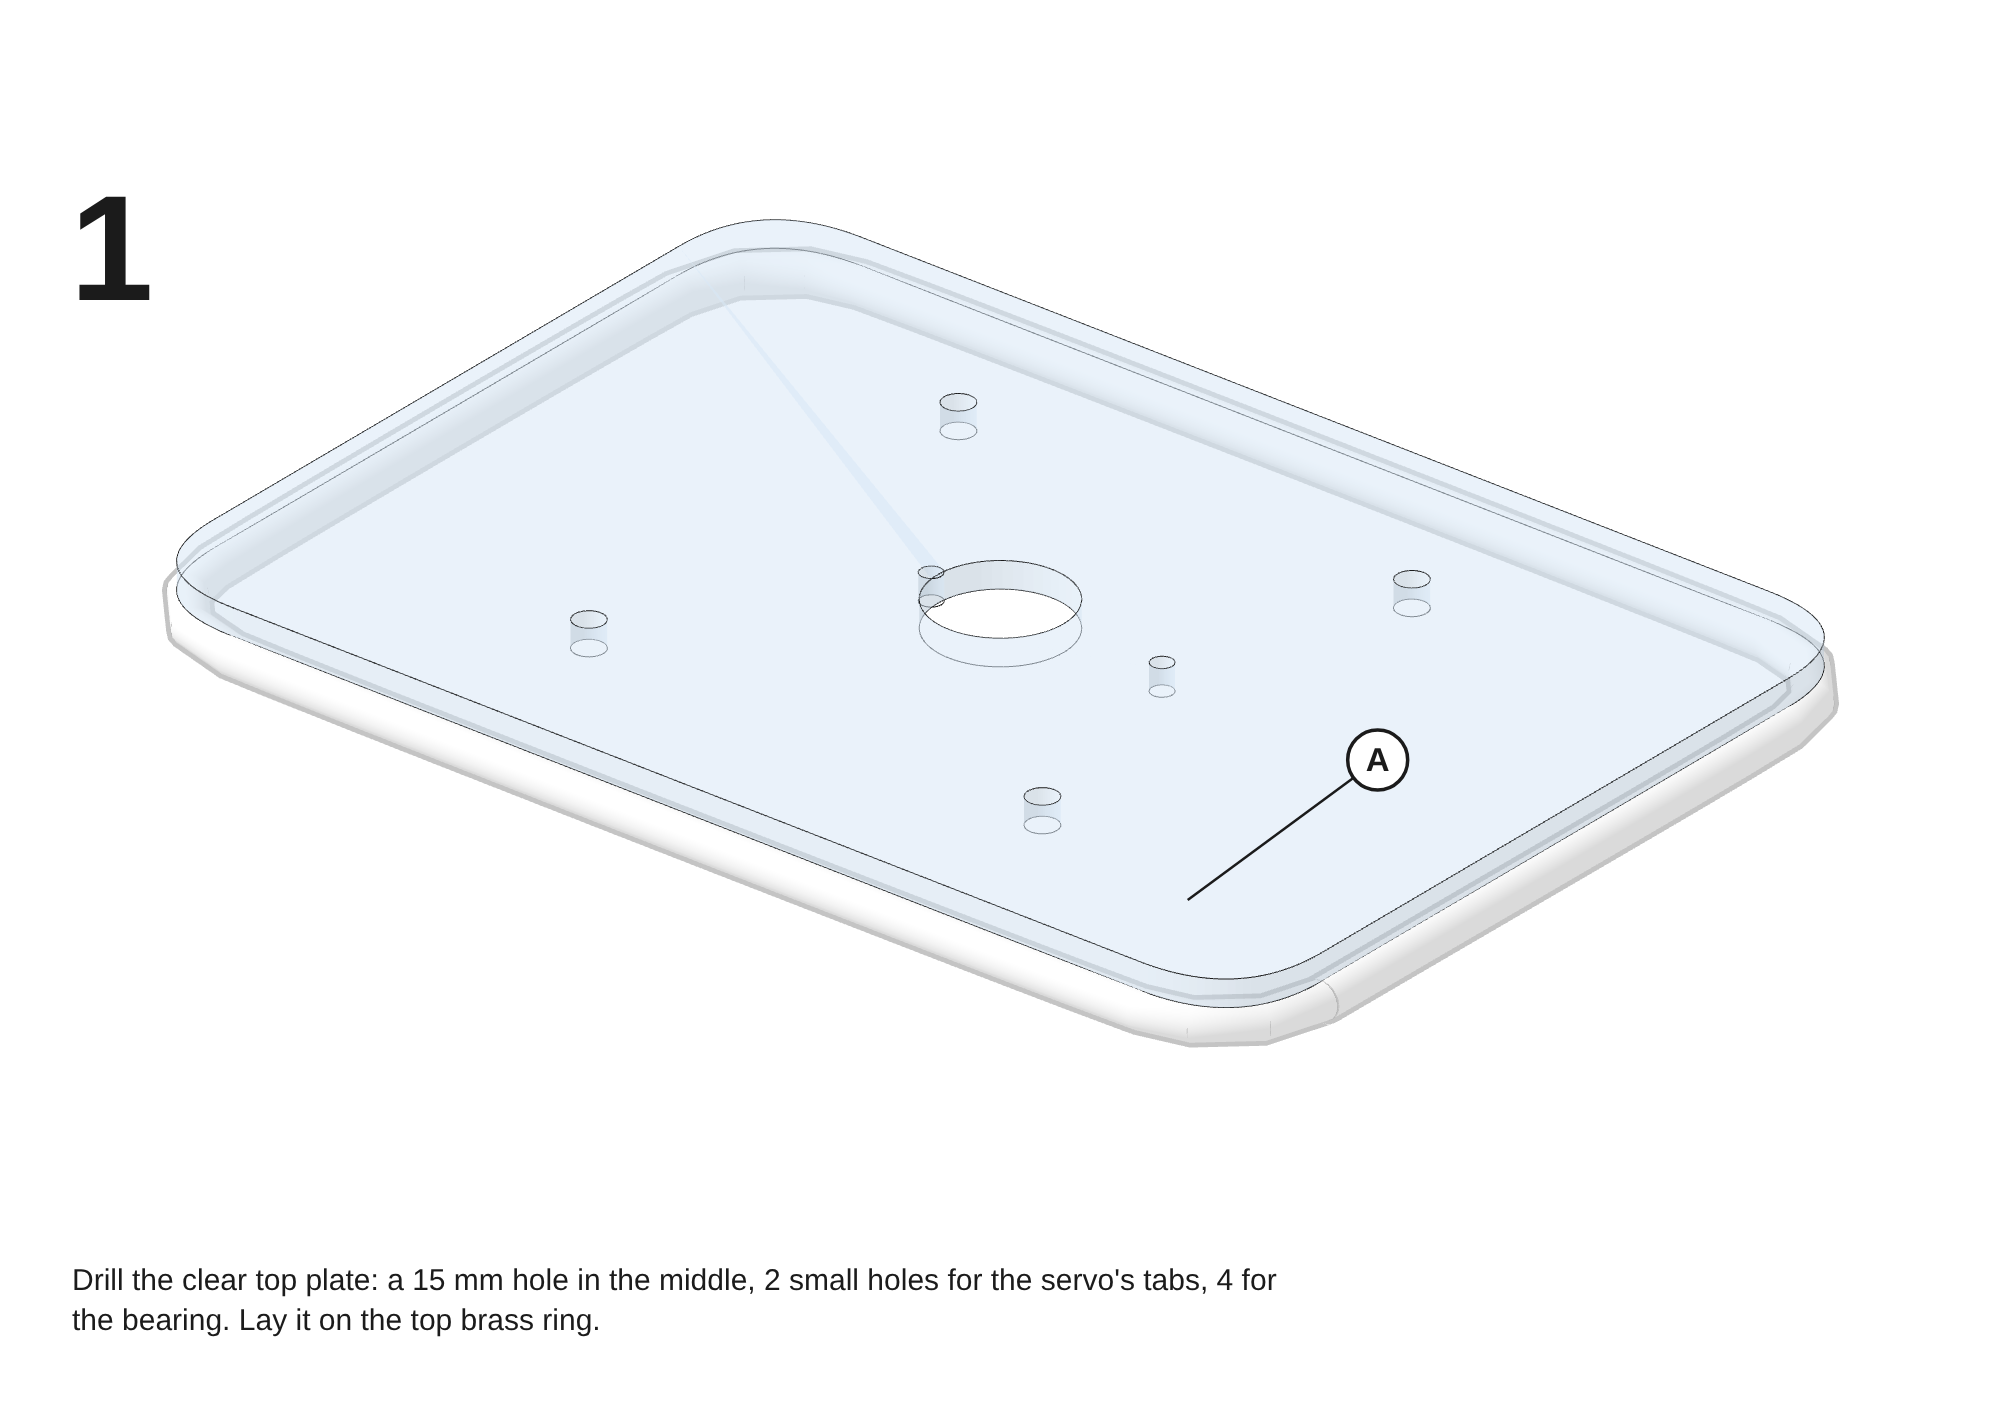 1
A
Drill the clear top plate: a 15 mm hole in the middle, 2 small holes for the servo's tabs, 4 for
the bearing. Lay it on the top brass ring.